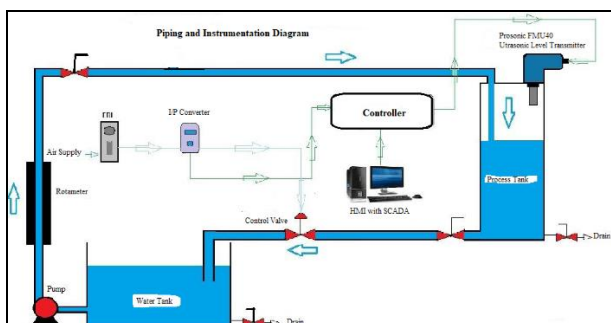 Piping and Instrumentation Diagram
Prosonic FMU40
Utrasonic Level Transmitter
I/P Converter
Controller
Air Supply
Rotameter
HMI with SCADA
Process Tank
Control Valve
Drain
Pump
Water Tank
Drain